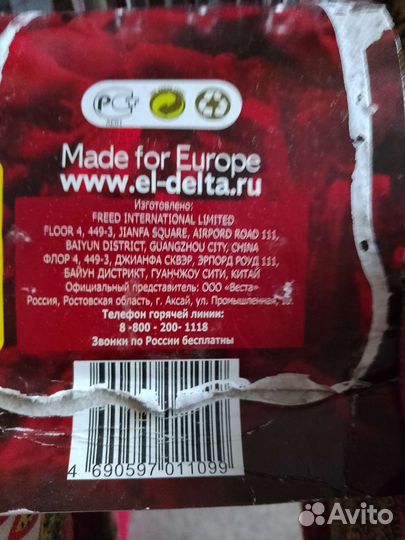 Made for Europe
www.el-delta.ru
Изготовлено:
FREED INTERNATIONAL LIMITED
FLOOR 4, 449-3, JIANFA SQUARE, AIRPORD ROAD 111,
BAIYUN DISTRICT, GUANGZHOU CITY, CHINA
ФЛОР 4, 449-3, ДЖИАНФА СКВЭР, ЭРПОРД РОУД 111,
БАЙУН ДИСТРИКТ, ГУАНЧЖОУ СИТИ, КИТАЙ
Официальный представитель: ООО «Веста»
Россия, Ростовская область, г. Аксай, ул. Промышленная,
Телефон горячей линии:
8 -800 - 200- 1118
Звонки по России бесплатны
4 690597 011099
Avito